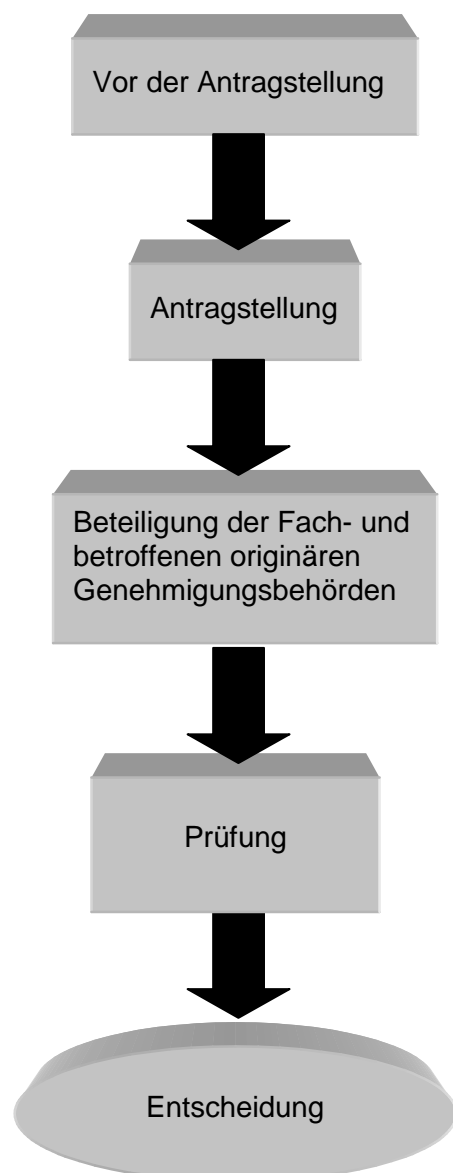 Vor der Antragstellung
Antragstellung
Beteiligung der Fach- und
betroffenen originären
Genehmigungsbehörden
Prüfung
Entscheidung